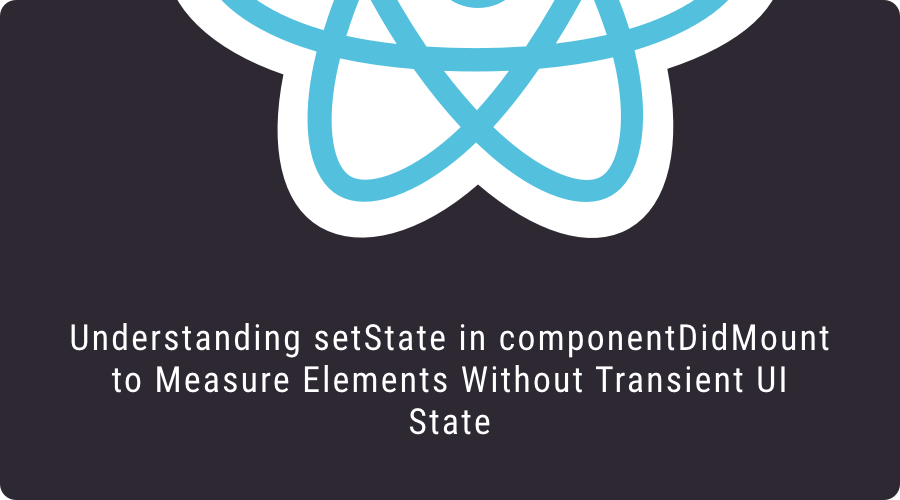 Understanding setState in componentDidMount
to Measure Elements Without Transient UI
State